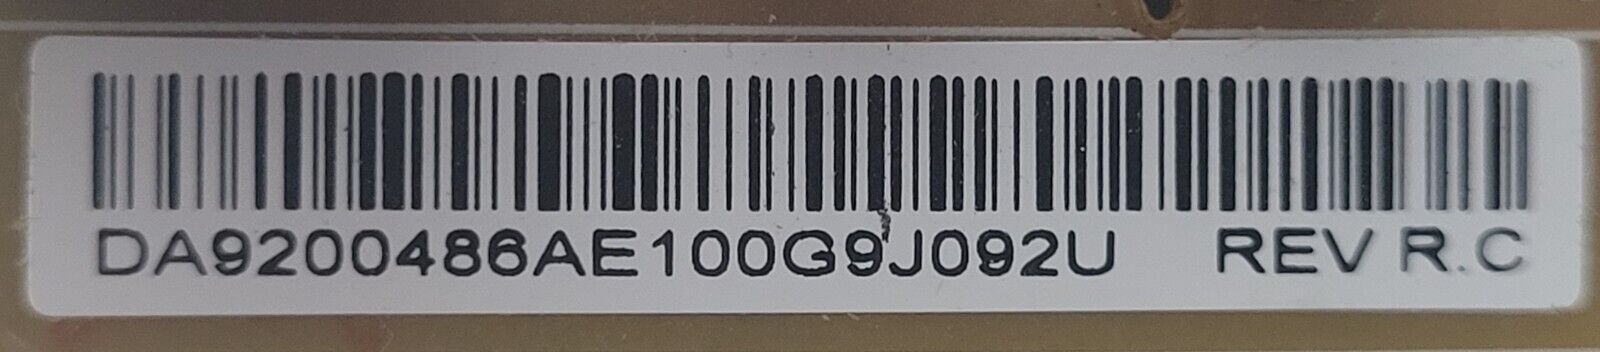 DA9200486AE100G9J092U REV R.C